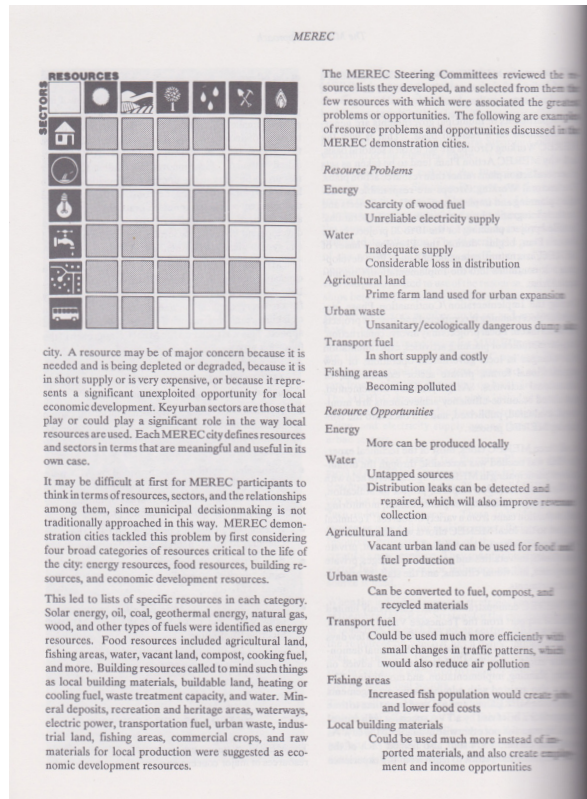 MEREC
RESOURCES
SECTORS
city. A resource may be of major concern because it is
needed and is being depleted or degraded, because it is
in short supply or is very expensive, or because it repre-
sents a significant unexploited opportunity for local
economic development. Key urban sectors are those that
play or could play a significant role in the way local
resources are used. Each MEREC city defines resources
and sectors in terms that are meaningful and useful in its
own case.
It may be difficult at first for MEREC participants to
think in terms of resources, sectors, and the relationships
among them, since municipal decisionmaking is not
traditionally approached in this way. MEREC demon-
stration cities tackled this problem by first considering
four broad categories of resources critical to the life of
the city: energy resources, food resources, building re-
sources, and economic development resources.
This led to lists of specific resources in each category.
Solar energy, oil, coal, geothermal energy, natural gas,
wood, and other types of fuels were identified as energy
resources. Food resources included agricultural land,
fishing areas, water, vacant land, compost, cooking fuel,
and more. Building resources called to mind such things
as local building materials, buildable land, heating or
cooling fuel, waste treatment capacity, and water. Min-
eral deposits, recreation and heritage areas, waterways,
electric power, transportation fuel, urban waste, indus-
trial land, fishing areas, commercial crops, and raw
materials for local production were suggested as eco-
nomic development resources.
The MEREC Steering Committees reviewed the
source lists they developed, and selected from them
few resources with which were associated the greatest
problems or opportunities. The following are examples
of resource problems and opportunities discussed in
MEREC demonstration cities.
Resource Problems
Energy
Scarcity of wood fuel
Unreliable electricity supply
Water
Inadequate supply
Considerable loss in distribution
Agricultural land
Prime farm land used for urban expansion
Urban waste
Unsanitary/ecologically dangerous dump
Transport fuel
In short supply and costly
Fishing areas
Becoming polluted
Resource Opportunities
Energy
More can be produced locally
Water
Untapped sources
Distribution leaks can be detected and
repaired, which will also improve revenue
collection
Agricultural land
Vacant urban land can be used for food and
fuel production
Urban waste
Can be converted to fuel, compost, and
recycled materials
Transport fuel
Could be used much more efficiently with
small changes in traffic patterns, which
would also reduce air pollution
Fishing areas
Increased fish population would create jobs
and lower food costs
Local building materials
Could be used much more instead of im-
ported materials, and also create employ-
ment and income opportunities